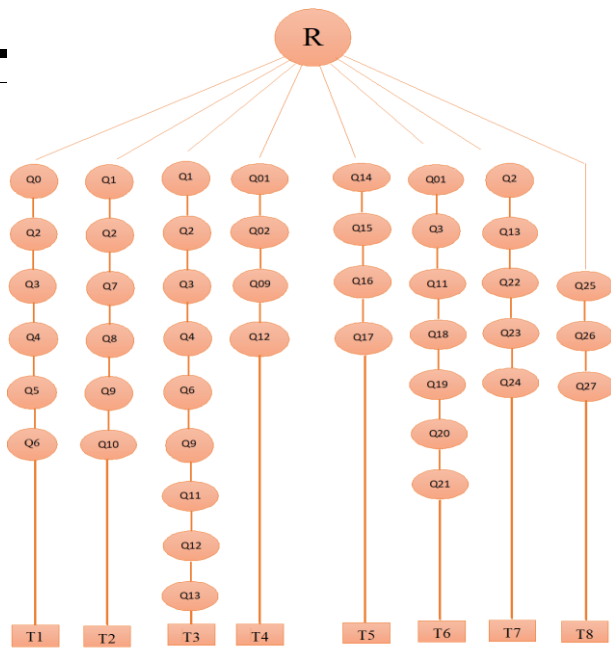 R
Q0 Q1 Q1 Q01 Q14 Q01 Q2
Q2 Q2 Q2 Q02 Q15 Q3 Q13
Q3 Q7 Q3 Q09 Q16 Q11 Q22 Q25
Q4 Q8 Q4 Q12 Q17 Q18 Q23 Q26
Q5 Q9 Q6 Q19 Q24 Q27
Q6 Q10 Q9 Q20
Q11 Q21
Q12
Q13
T1 T2 T3 T4 T5 T6 T7 T8